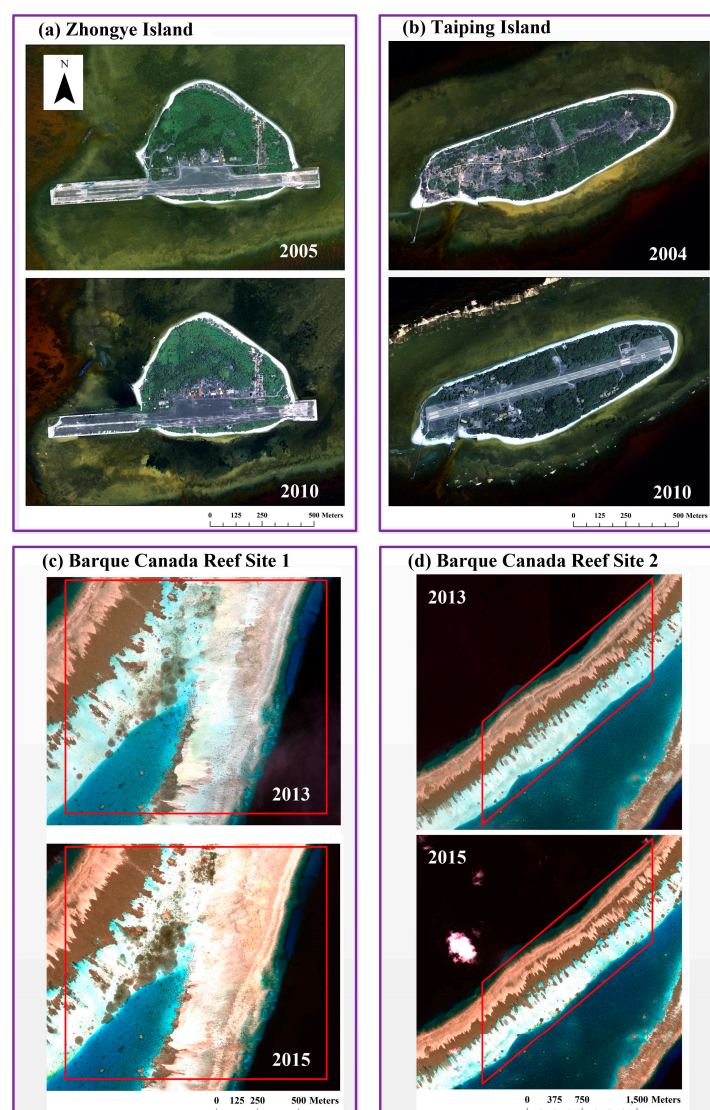 (a) Zhongye Island
N
2005
2010
0 125 250 500 Meters
(b) Taiping Island
2004
2010
0 125 250 500 Meters
(c) Barque Canada Reef Site 1
2013
2015
0 125 250 500 Meters
(d) Barque Canada Reef Site 2
2013
2015
0 375 750 1,500 Meters